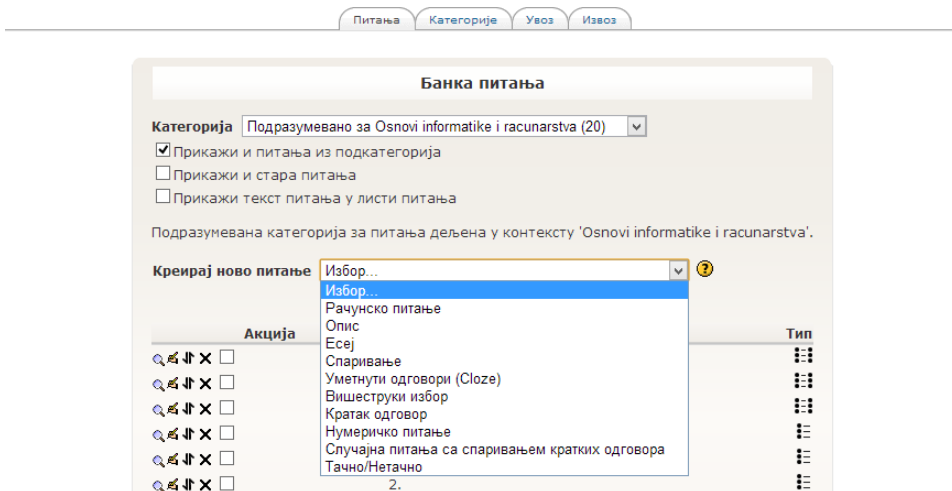 Питања Категорије Увоз Извоз
Банка питања
Категорија Подразумевано за Osnovi informatike i racunarstva (20)
Прикажи и питања из подкатегорија
Прикажи и стара питања
Прикажи текст питања у листи питања
Подразумевана категорија за питања дељена у контексту 'Osnovi informatike i racunarstva'.
Креирај ново питање Избор...
Избор...
Рачунско питање
Опис
Акција Тип
Есеј
Спаривање
Уметнути одговори (Cloze)
Вишеструки избор
Кратак одговор
Нумеричко питање
Случајна питања са спаривањем кратких одговора
Тачно/Нетачно
2.